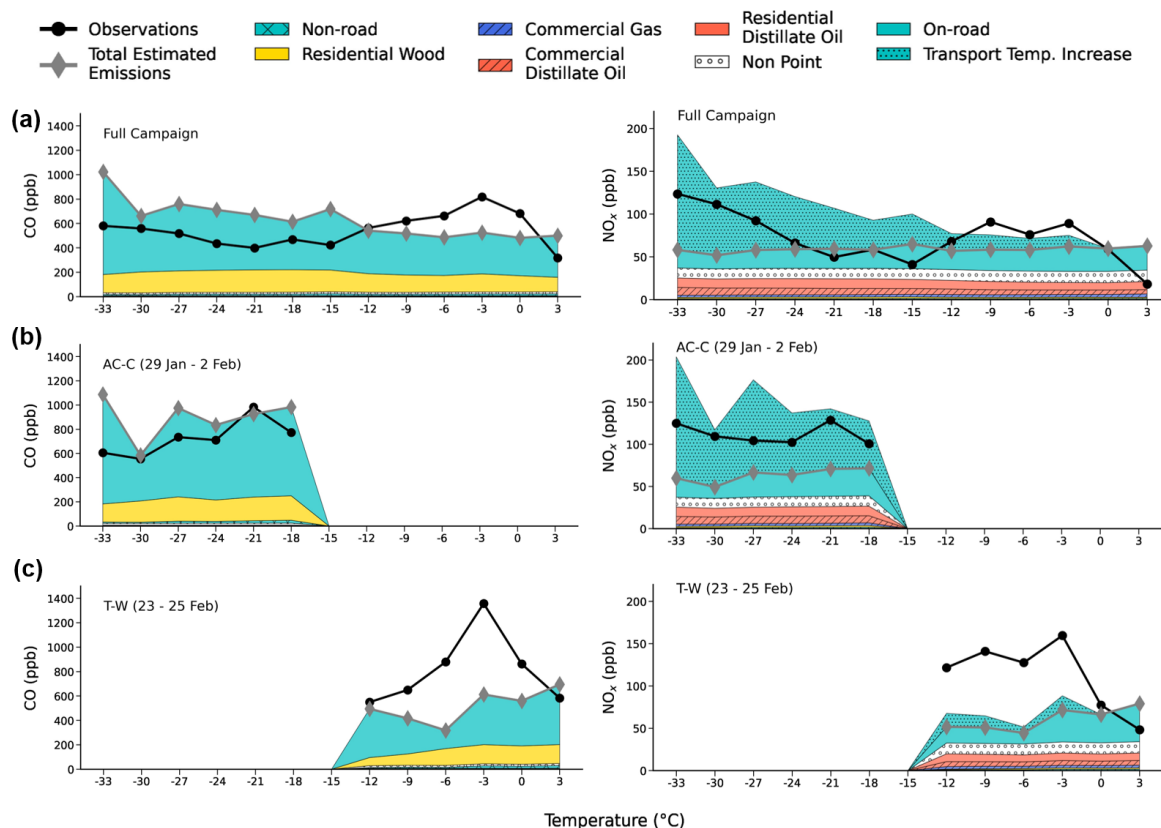 Observations
Total Estimated
Emissions
Non-road
Residential Wood
Commercial Gas
Commercial
Distillate Oil
Residential
Distillate Oil
Non Point
On-road
Transport Temp. Increase
(a)
Full Campaign
CO (ppb)
1400
1200
1000
800
600
400
200
0
-33 -30 -27 -24 -21 -18 -15 -12 -9 -6 -3 0 3
Full Campaign
NOx (ppb)
200
150
100
50
0
-33 -30 -27 -24 -21 -18 -15 -12 -9 -6 -3 0 3
(b)
AC-C (29 Jan - 2 Feb)
CO (ppb)
1400
1200
1000
800
600
400
200
0
-33 -30 -27 -24 -21 -18 -15 -12 -9 -6 -3 0 3
AC-C (29 Jan - 2 Feb)
NOx (ppb)
200
150
100
50
0
-33 -30 -27 -24 -21 -18 -15 -12 -9 -6 -3 0 3
(c)
T-W (23 - 25 Feb)
CO (ppb)
1400
1200
1000
800
600
400
200
0
-33 -30 -27 -24 -21 -18 -15 -12 -9 -6 -3 0 3
T-W (23 - 25 Feb)
NOx (ppb)
200
150
100
50
0
-33 -30 -27 -24 -21 -18 -15 -12 -9 -6 -3 0 3
Temperature (°C)